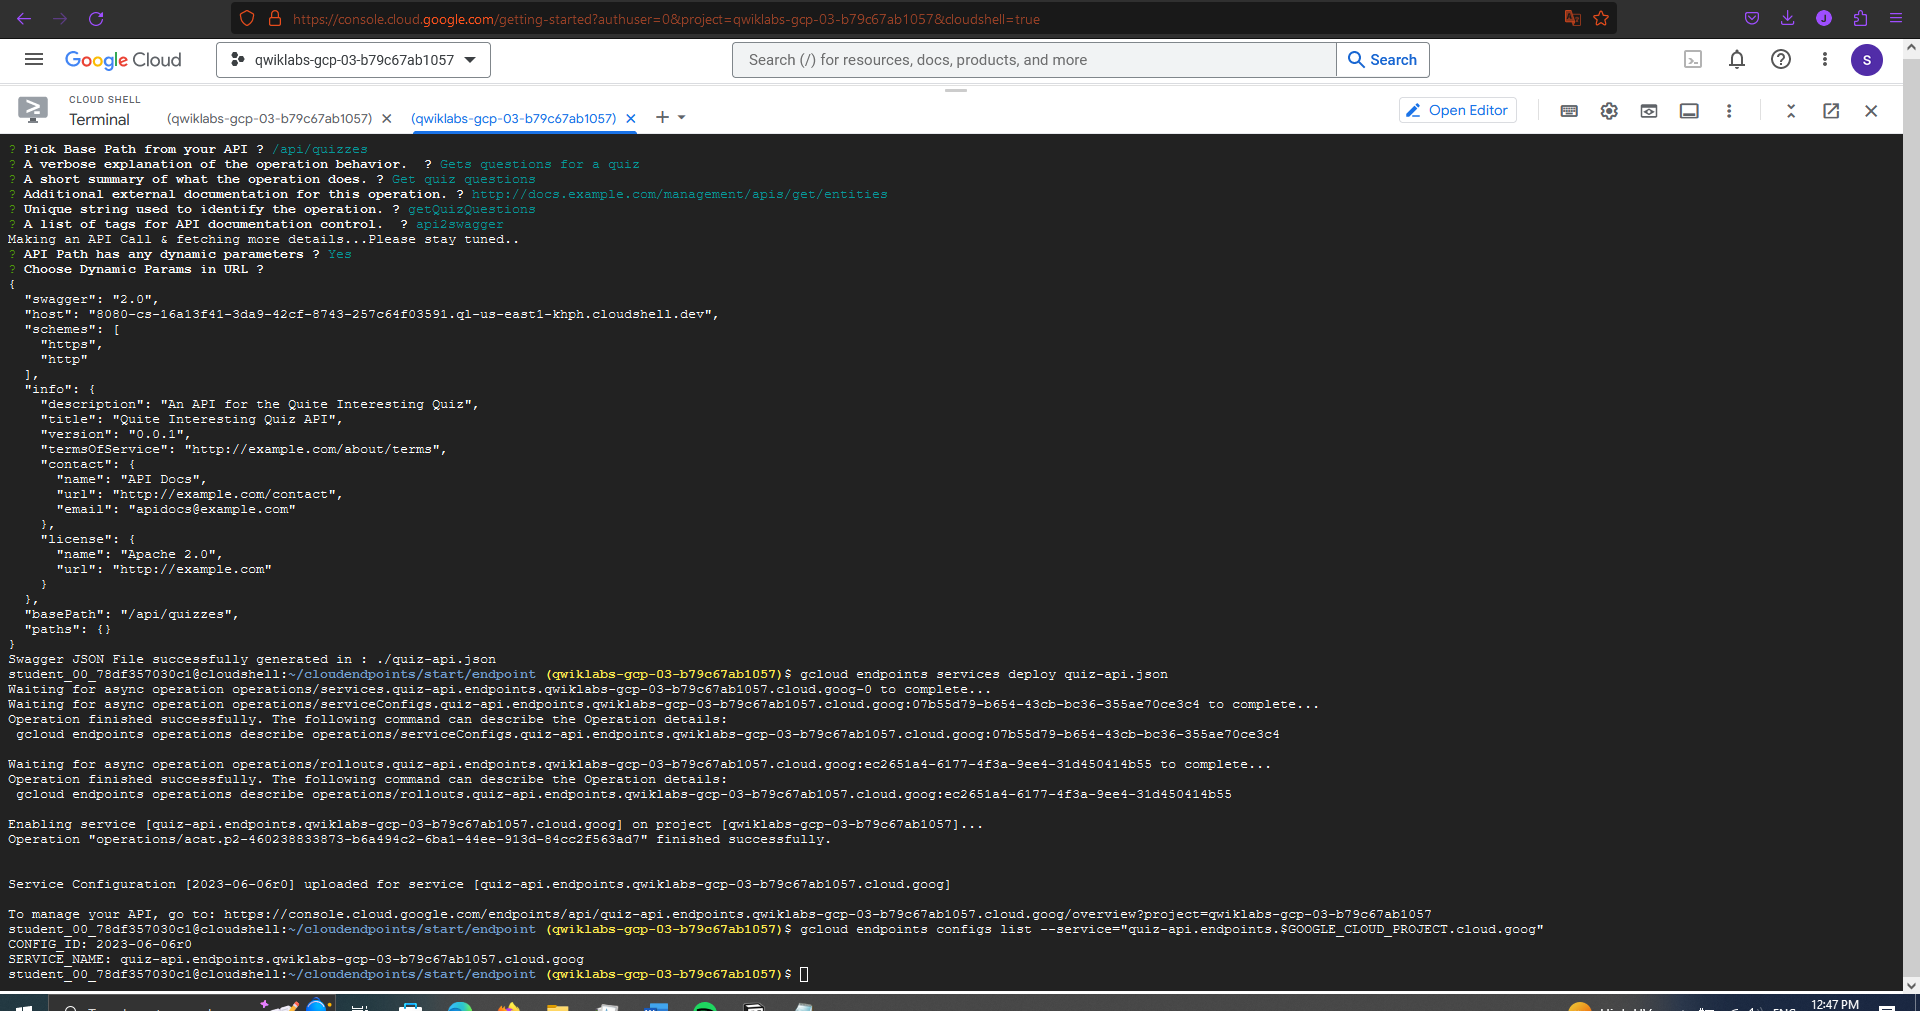 https://console.cloud.google.com/getting-started?authuser=0&project=qwiklabs-gcp-03-b79c67ab1057&cloudshell=true
Google Cloud
qwiklabs-gcp-03-b79c67ab1057
Search (/) for resources, docs, products, and more
Search
S
CLOUD SHELL
Terminal
(qwiklabs-gcp-03-b79c67ab1057)
(qwiklabs-gcp-03-b79c67ab1057)
Open Editor
? Pick Base Path from your API ? /api/quizzes
? A verbose explanation of the operation behavior.  ? Gets questions for a quiz
? A short summary of what the operation does. ? Get quiz questions
? Additional external documentation for this operation. ? http://docs.example.com/management/apis/get/entities
? Unique string used to identify the operation. ? getQuizQuestions
? A list of tags for API documentation control.  ? api2swagger
Making an API Call & fetching more details...Please stay tuned..
? API Path has any dynamic parameters ? Yes
? Choose Dynamic Params in URL ?
{
  "swagger": "2.0",
  "host": "8080-cs-16a13f41-3da9-42cf-8743-257c64f03591.ql-us-east1-khph.cloudshell.dev",
  "schemes": [
    "https",
    "http"
  ],
  "info": {
    "description": "An API for the Quite Interesting Quiz",
    "title": "Quite Interesting Quiz API",
    "version": "0.0.1",
    "termsOfService": "http://example.com/about/terms",
    "contact": {
      "name": "API Docs",
      "url": "http://example.com/contact",
      "email": "apidocs@example.com"
    },
    "license": {
      "name": "Apache 2.0",
      "url": "http://example.com"
    }
  },
  "basePath": "/api/quizzes",
  "paths": {}
}
Swagger JSON File successfully generated in : ./quiz-api.json
student_00_78df357030c1@cloudshell:~/cloudendpoints/start/endpoint (qwiklabs-gcp-03-b79c67ab1057)$ gcloud endpoints services deploy quiz-api.json
Waiting for async operation operations/services.quiz-api.endpoints.qwiklabs-gcp-03-b79c67ab1057.cloud.goog-0 to complete...
Waiting for async operation operations/serviceConfigs.quiz-api.endpoints.qwiklabs-gcp-03-b79c67ab1057.cloud.goog:07b55d79-b654-43cb-bc36-355ae70ce3c4 to complete...
Operation finished successfully. The following command can describe the Operation details:
 gcloud endpoints operations describe operations/serviceConfigs.quiz-api.endpoints.qwiklabs-gcp-03-b79c67ab1057.cloud.goog:07b55d79-b654-43cb-bc36-355ae70ce3c4
Waiting for async operation operations/rollouts.quiz-api.endpoints.qwiklabs-gcp-03-b79c67ab1057.cloud.goog:ec2651a4-6177-4f3a-9ee4-31d450414b55 to complete...
Operation finished successfully. The following command can describe the Operation details:
 gcloud endpoints operations describe operations/rollouts.quiz-api.endpoints.qwiklabs-gcp-03-b79c67ab1057.cloud.goog:ec2651a4-6177-4f3a-9ee4-31d450414b55
Enabling service [quiz-api.endpoints.qwiklabs-gcp-03-b79c67ab1057.cloud.goog] on project [qwiklabs-gcp-03-b79c67ab1057]...
Operation "operations/acat.p2-460238833873-b6a494c2-6ba1-44ee-913d-84cc2f563ad7" finished successfully.
Service Configuration [2023-06-06r0] uploaded for service [quiz-api.endpoints.qwiklabs-gcp-03-b79c67ab1057.cloud.goog]
To manage your API, go to: https://console.cloud.google.com/endpoints/api/quiz-api.endpoints.qwiklabs-gcp-03-b79c67ab1057.cloud.goog/overview?project=qwiklabs-gcp-03-b79c67ab1057
student_00_78df357030c1@cloudshell:~/cloudendpoints/start/endpoint (qwiklabs-gcp-03-b79c67ab1057)$ gcloud endpoints configs list --service="quiz-api.endpoints.$GOOGLE_CLOUD_PROJECT.cloud.goog"
CONFIG_ID: 2023-06-06r0
SERVICE_NAME: quiz-api.endpoints.qwiklabs-gcp-03-b79c67ab1057.cloud.goog
student_00_78df357030c1@cloudshell:~/cloudendpoints/start/endpoint (qwiklabs-gcp-03-b79c67ab1057)$
12:47 PM